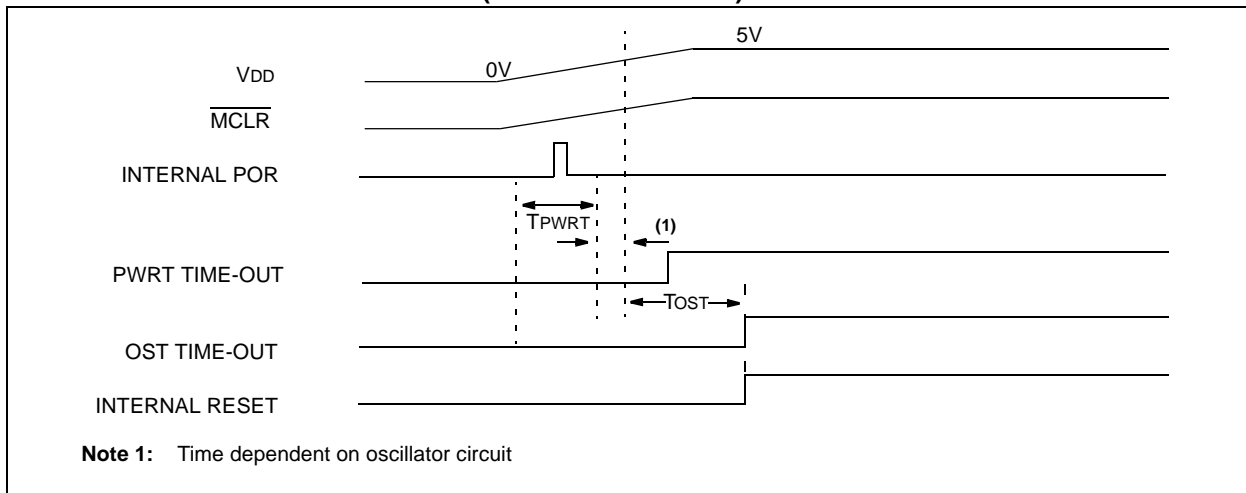 5V
0V
VDD
MCLR
INTERNAL POR
TPWRT
(1)
PWRT TIME-OUT
TOST
OST TIME-OUT
INTERNAL RESET
Note 1: Time dependent on oscillator circuit